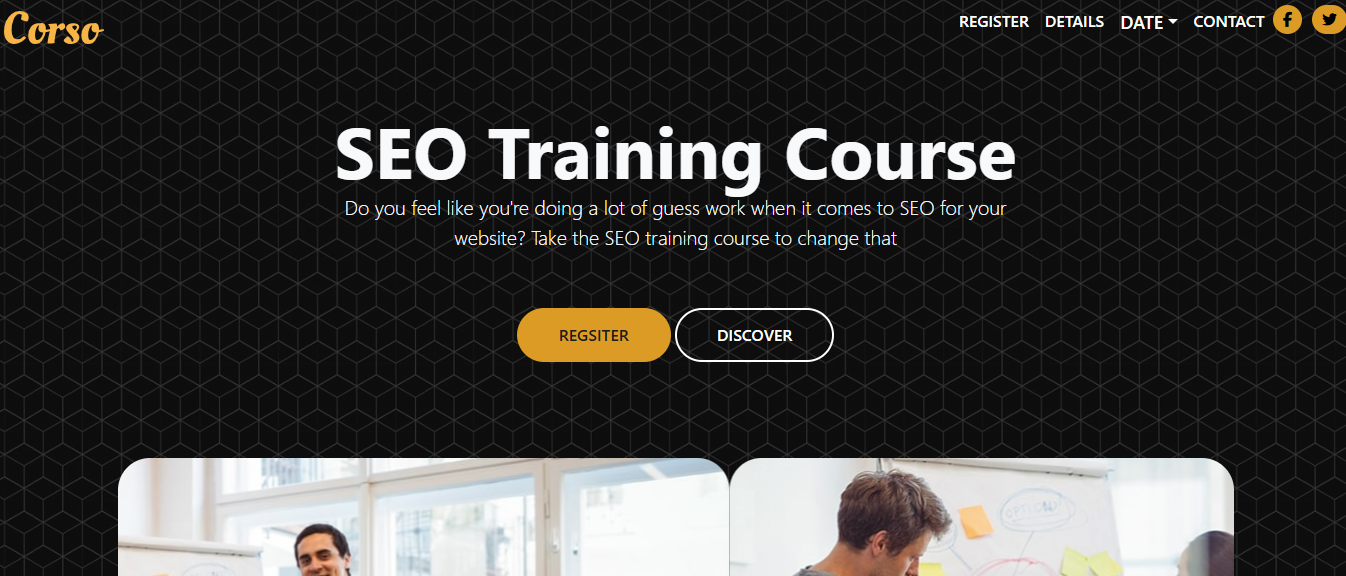 Corso
REGISTER DETAILS DATE CONTACT
SEO Training Course
Do you feel like you're doing a lot of guess work when it comes to SEO for your
website? Take the SEO training course to change that
REGSITER DISCOVER
OPTION